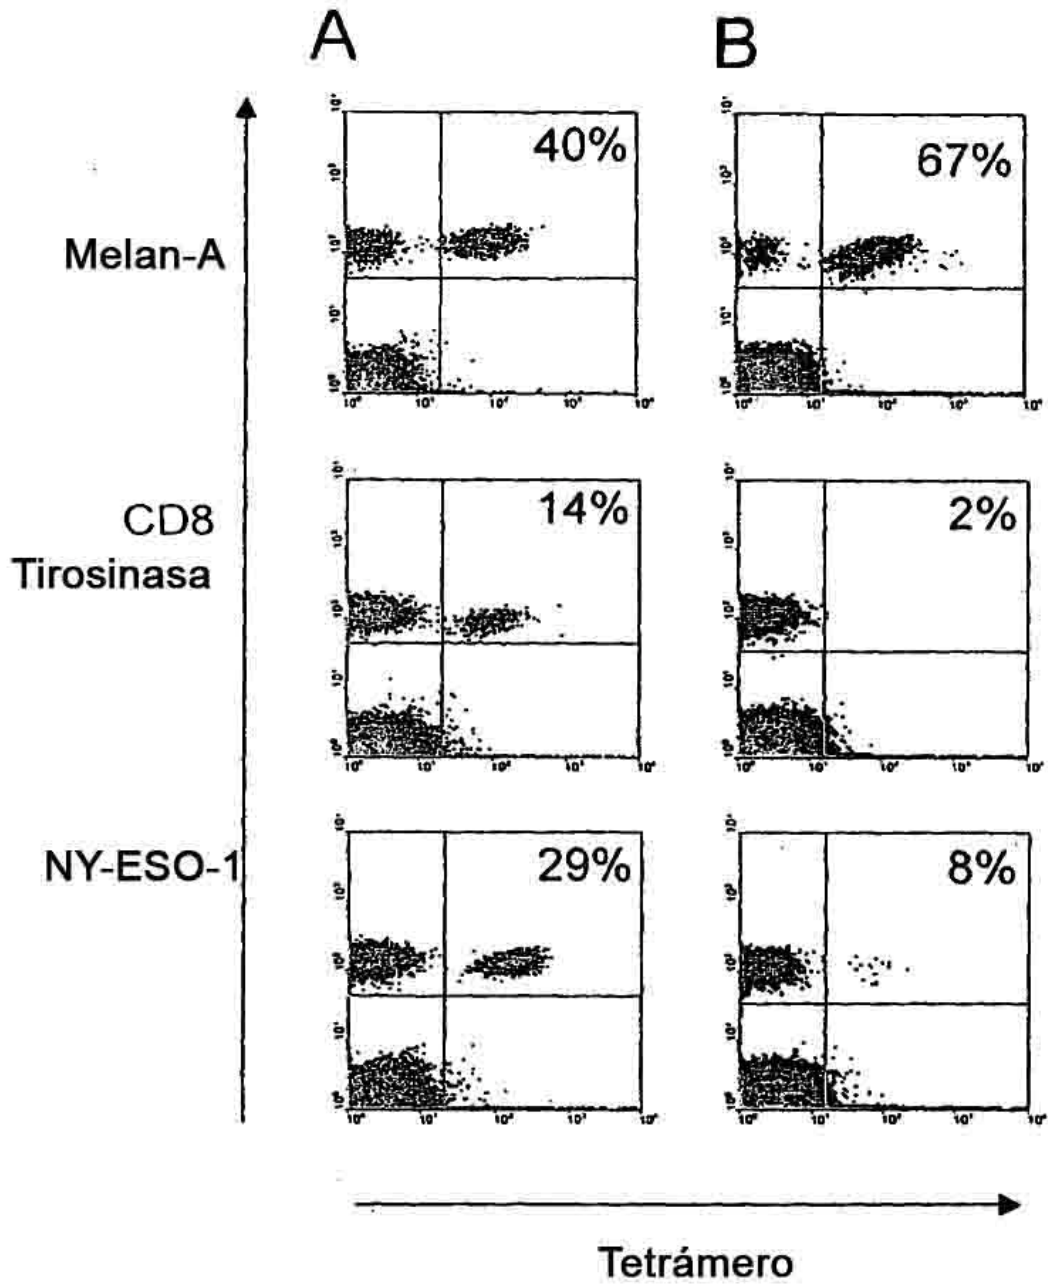 A B
40% 67%
Melan-A
14% 2%
CD8
Tirosinasa
29% 8%
NY-ESO-1
Tetrámero